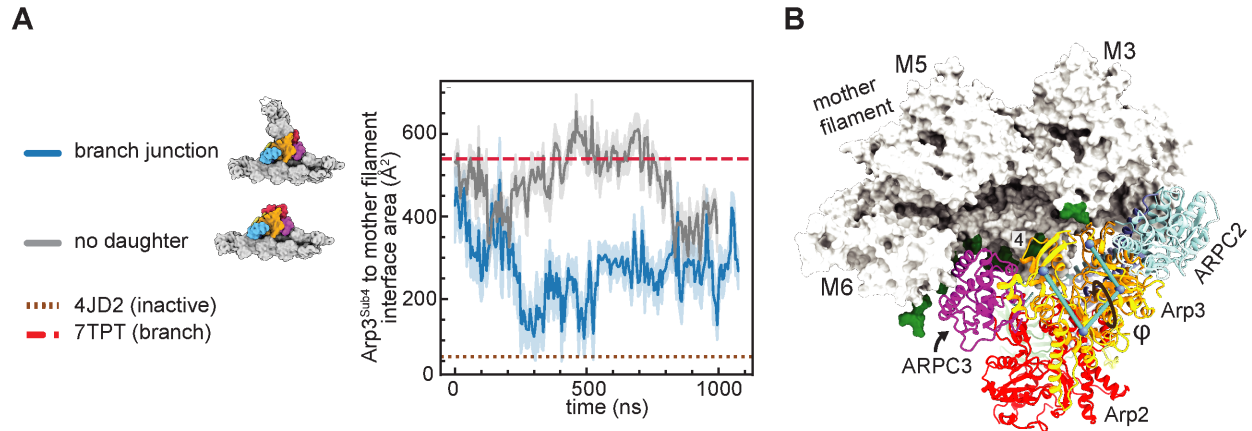 A
branch junction
no daughter
4JD2 (inactive)
7TPT (branch)
Arp3Sub4 to mother filament
interface area (Å2)
600
400
200
0
0
500
1000
time (ns)
B
M5
M3
mother
filament
M6
4
ARPC2
Arp3
φ
ARPC3
Arp2